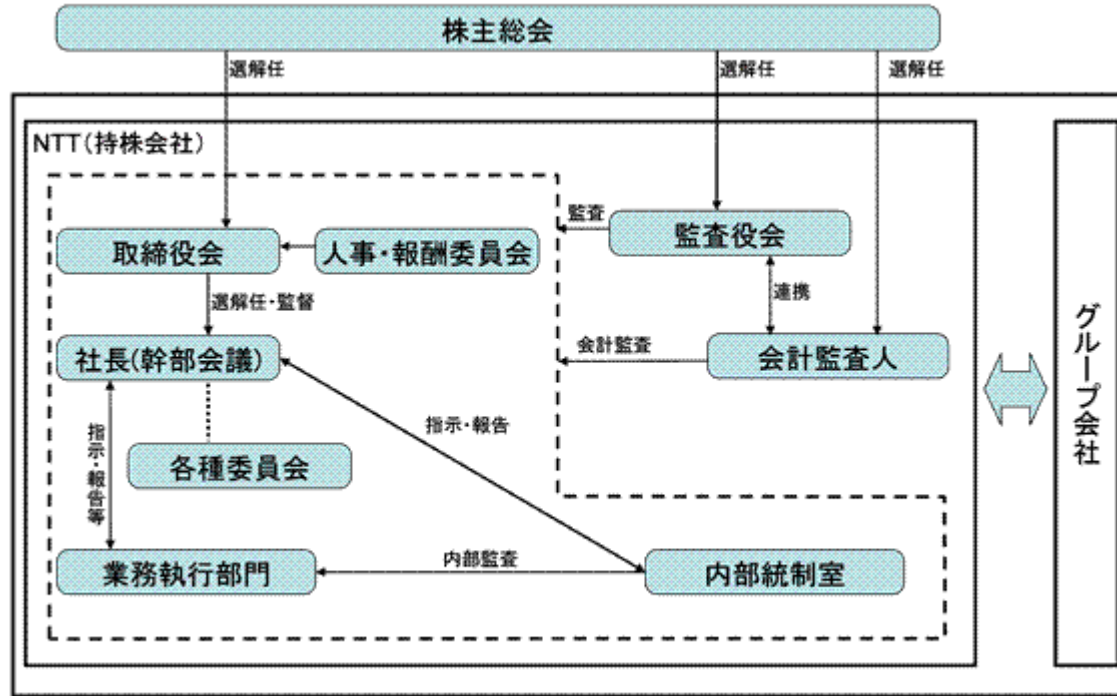 株主総会
選解任
選解任
選解任
NTT(持株会社)
監査
監査役会
取締役会
人事・報酬委員会
選解任・監督
連携
社長(幹部会議)
会計監査
会計監査人
グループ会社
指示・報告
指示・報告等
各種委員会
業務執行部門
内部監査
内部統制室